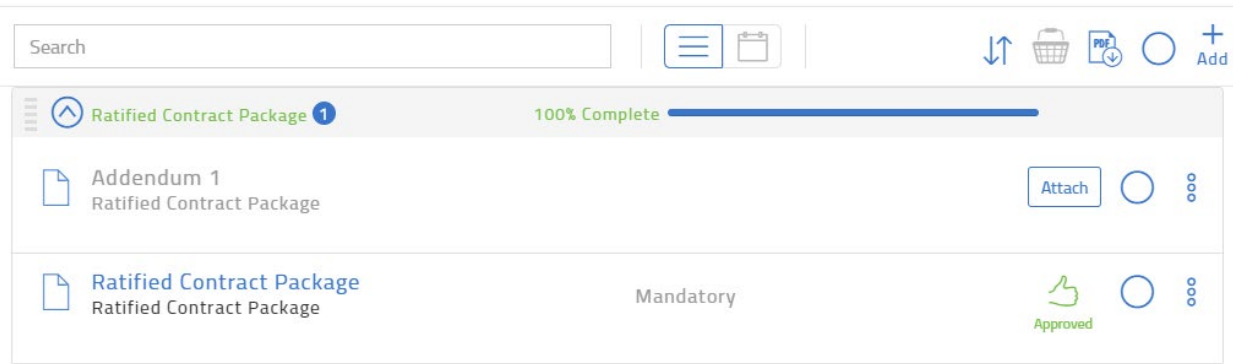 Search
PDF
Add
Ratified Contract Package 1
100% Complete
Addendum 1
Ratified Contract Package
Attach
Ratified Contract Package
Ratified Contract Package
Mandatory
Approved